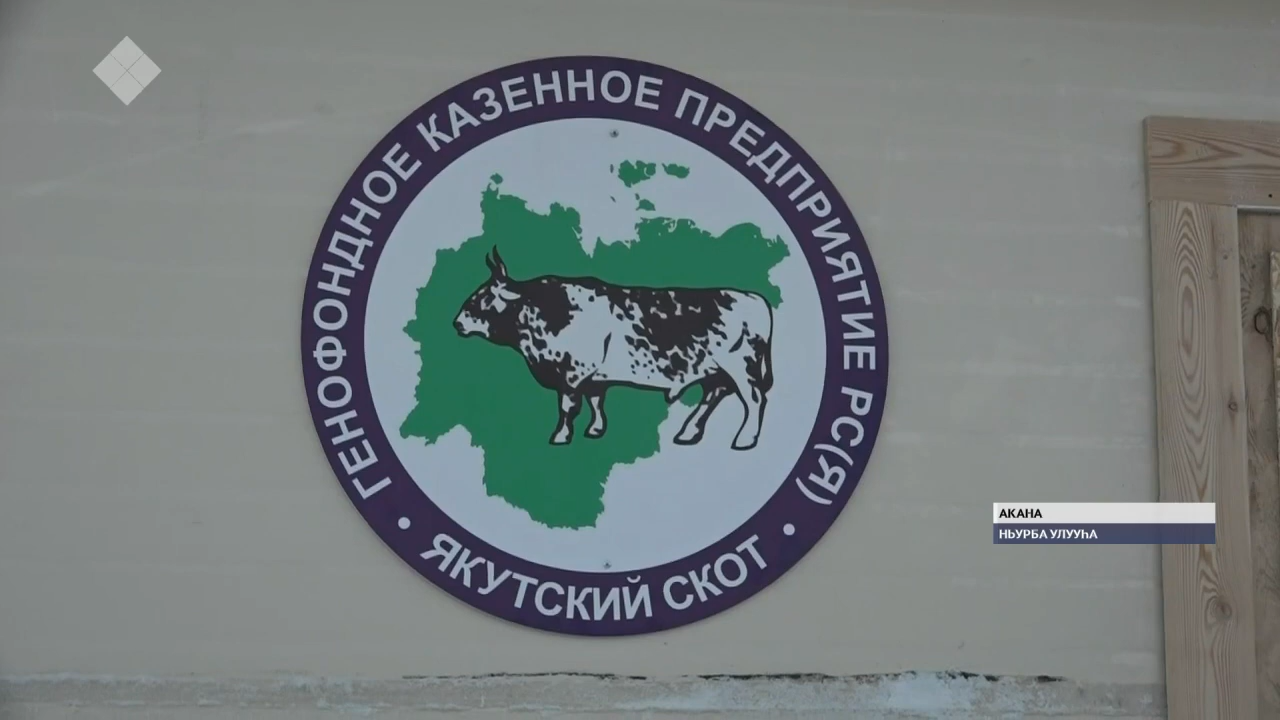 ГЕНОФОНДНОЕ КАЗЕННОЕ ПРЕДПРИЯТИЕ РС(Я)
• ЯКУТСКИЙ СКОТ •
АКАНА
НЬУРБА УЛУУҺА